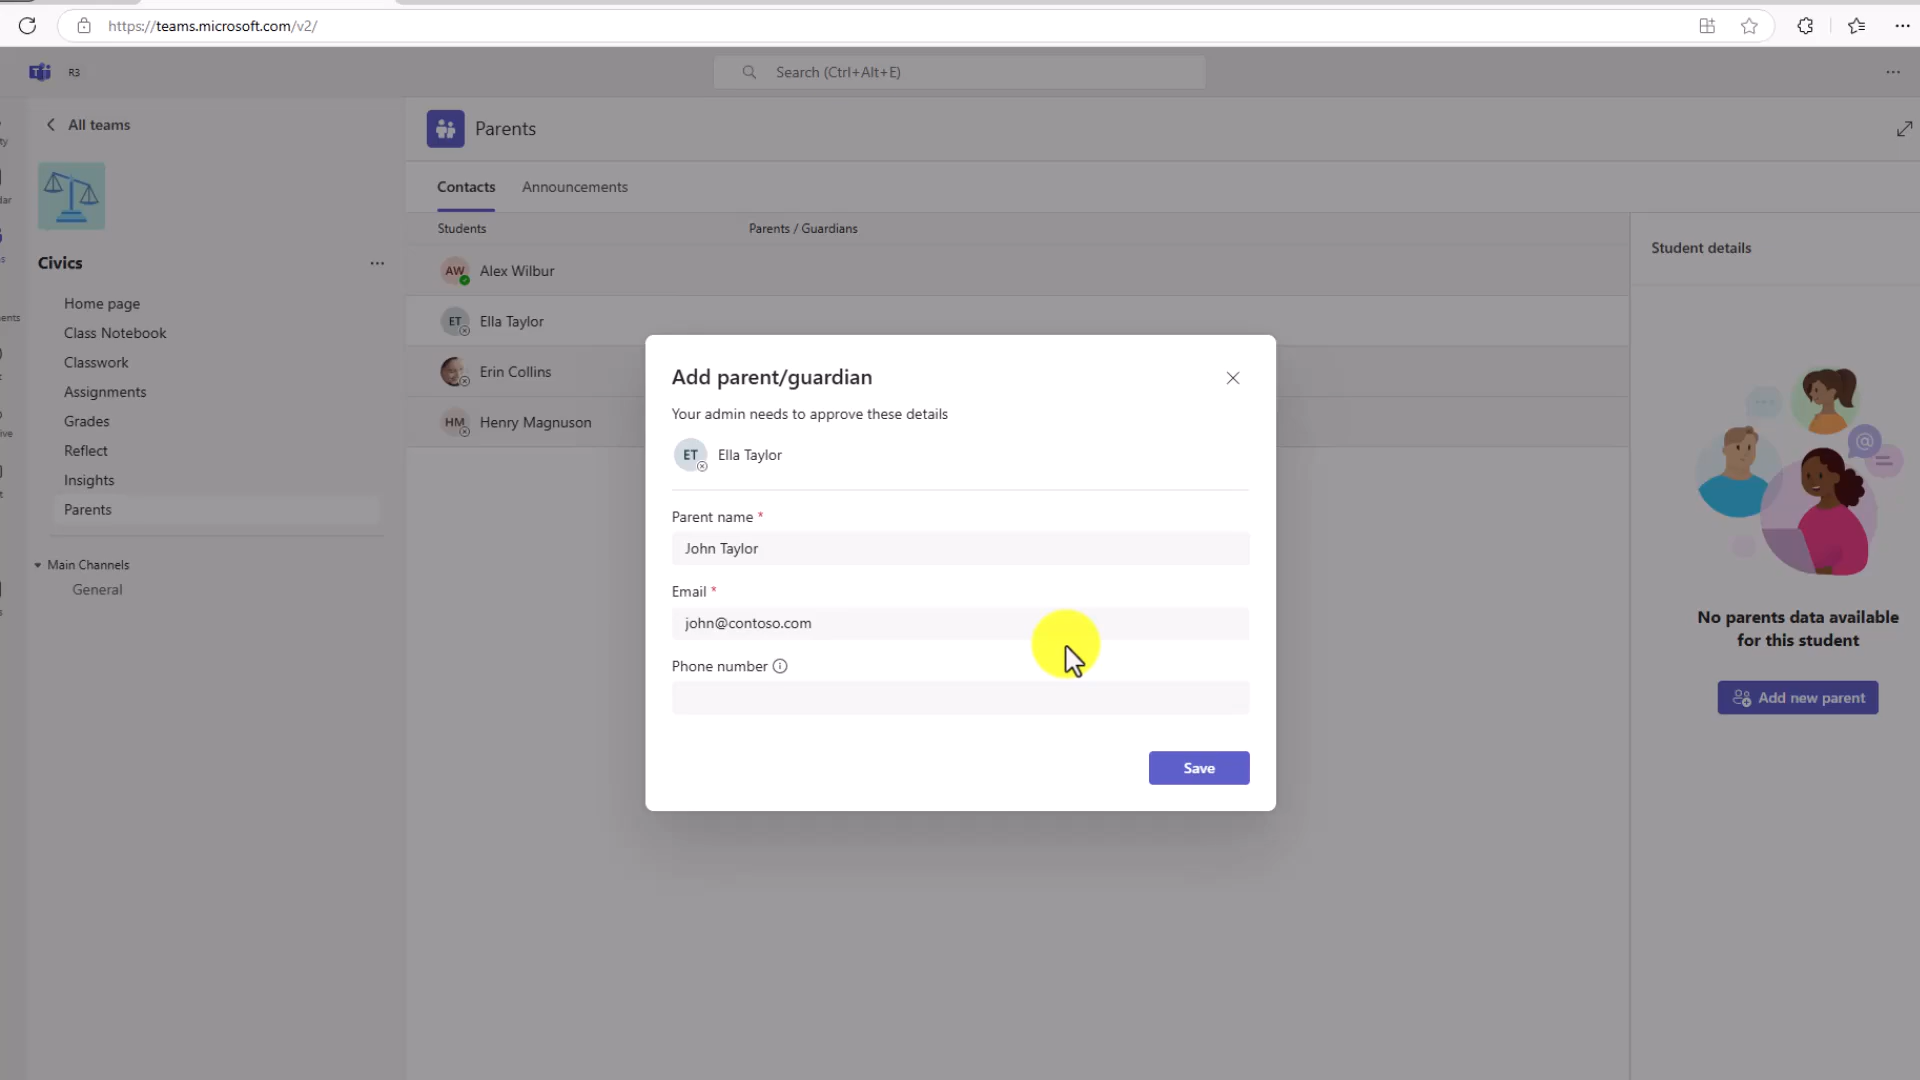 https://teams.microsoft.com/v2/
R3
Search (Ctrl+Alt+E)
All teams
Parents
Contacts
Announcements
Students
Parents / Guardians
Student details
Civics
Home page
Class Notebook
Classwork
Assignments
Grades
Reflect
Insights
Parents
Main Channels
General
AW
Alex Wilbur
ET
Ella Taylor
Erin Collins
HM
Henry Magnuson
Add parent/guardian
Your admin needs to approve these details
ET
Ella Taylor
Parent name *
John Taylor
Email *
john@contoso.com
Phone number
Save
No parents data available
for this student
Add new parent